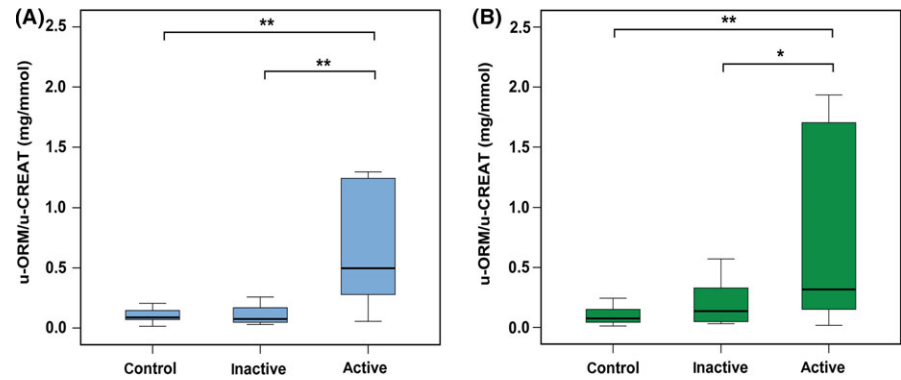 (A)
u-ORM/u-CREAT (mg/mmol)
2.5
2.0
1.5
1.0
0.5
0.0
**
**
Control Inactive Active
(B)
u-ORM/u-CREAT (mg/mmol)
2.5
2.0
1.5
1.0
0.5
0.0
**
*
Control Inactive Active